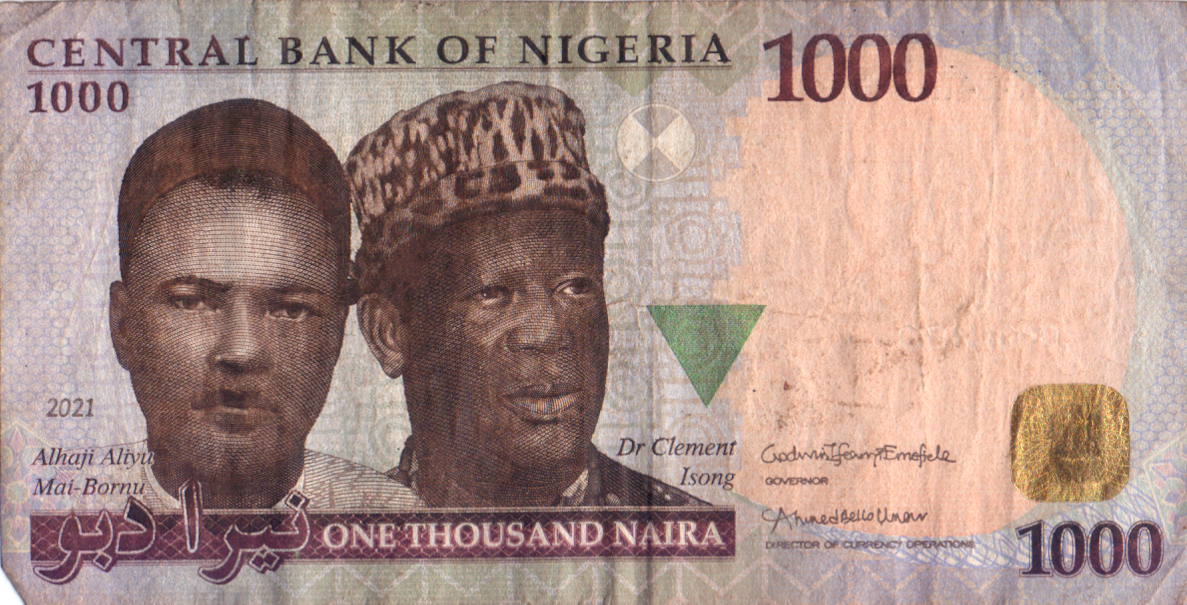 CENTRAL BANK OF NIGERIA
1000
1000
2021
Alhaji Aliyu
Mai-Bornu
Dr Clement
Isong
Godwin Ifeanyi Emefiele
GOVERNOR
Ahmed Bello Umar
DIRECTOR OF CURRENCY OPERATIONS
نيرا دبو
ONE THOUSAND NAIRA
1000